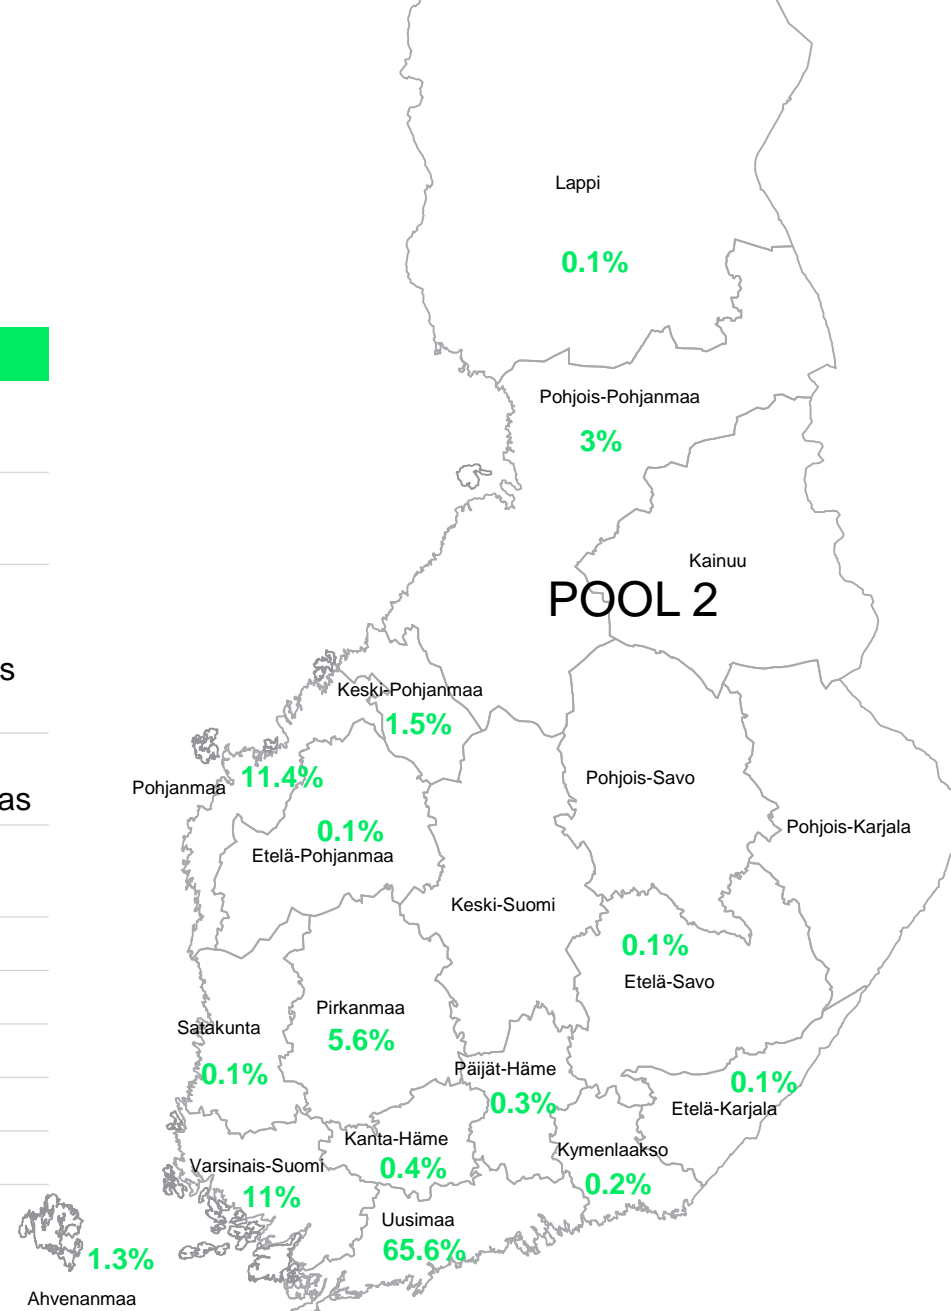 Lappi
0.1%
Pohjois-Pohjanmaa
3%
Kainuu
POOL 2
s
Keski-Pohjanmaa
1.5%
Pohjanmaa
11.4%
Pohjois-Savo
as
0.1%
Etelä-Pohjanmaa
Pohjois-Karjala
Keski-Suomi
0.1%
Etelä-Savo
Pirkanmaa
5.6%
Satakunta
0.1%
Päijät-Häme
0.3%
0.1%
Etelä-Karjala
Kanta-Häme
0.4%
Kymenlaakso
0.2%
Varsinais-Suomi
11%
Uusimaa
65.6%
1.3%
Ahvenanmaa